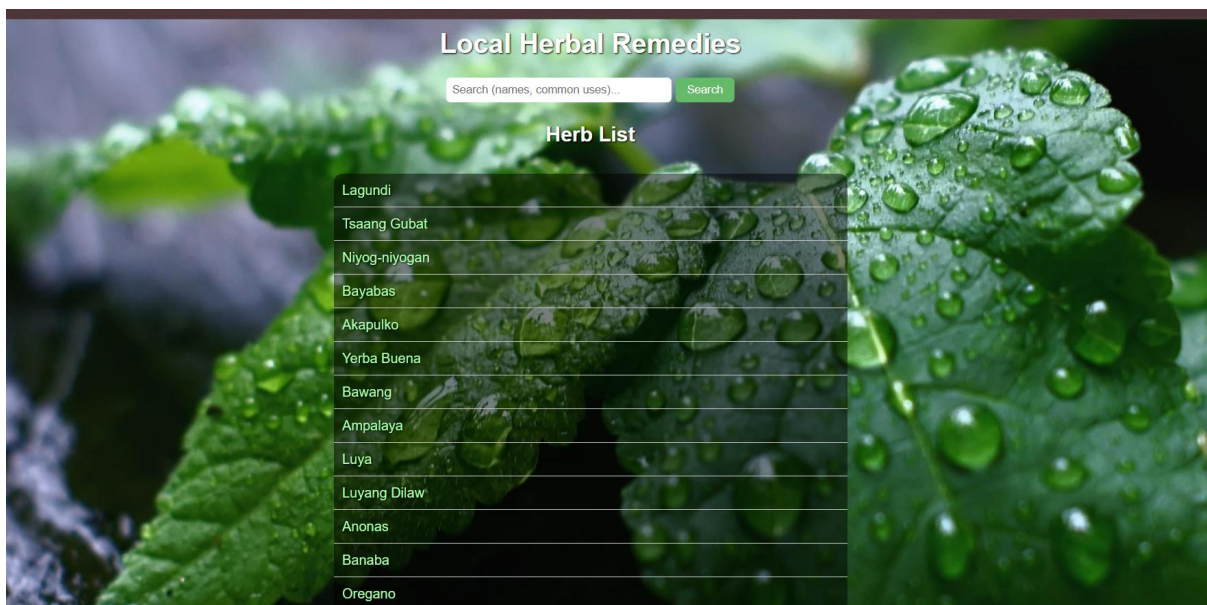 Local Herbal Remedies
Search (names, common uses)...
Search
Herb List
Lagundi
Tsaang Gubat
Niyog-niyogan
Bayabas
Akapulko
Yerba Buena
Bawang
Ampalaya
Luya
Luyang Dilaw
Anonas
Banaba
Oregano